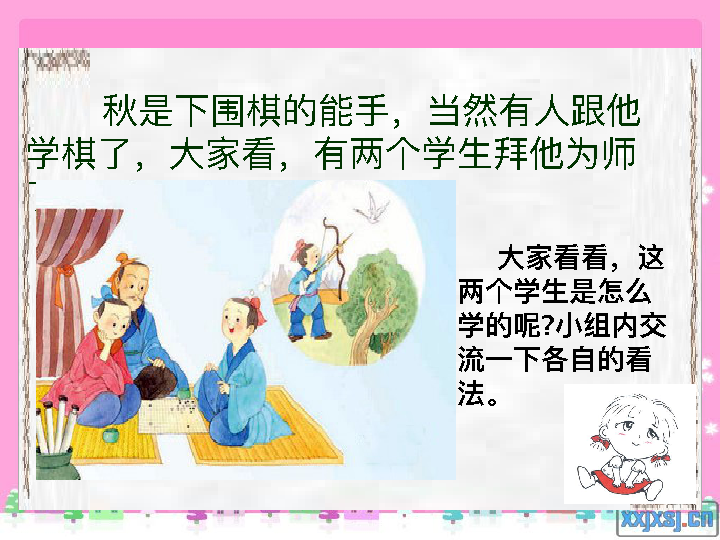 秋是下围棋的能手，当然有人跟他
学棋了，大家看，有两个学生拜他为师
大家看看，这
两个学生是怎么
学的呢?小组内交
流一下各自的看
法。
xxjxsj.cn